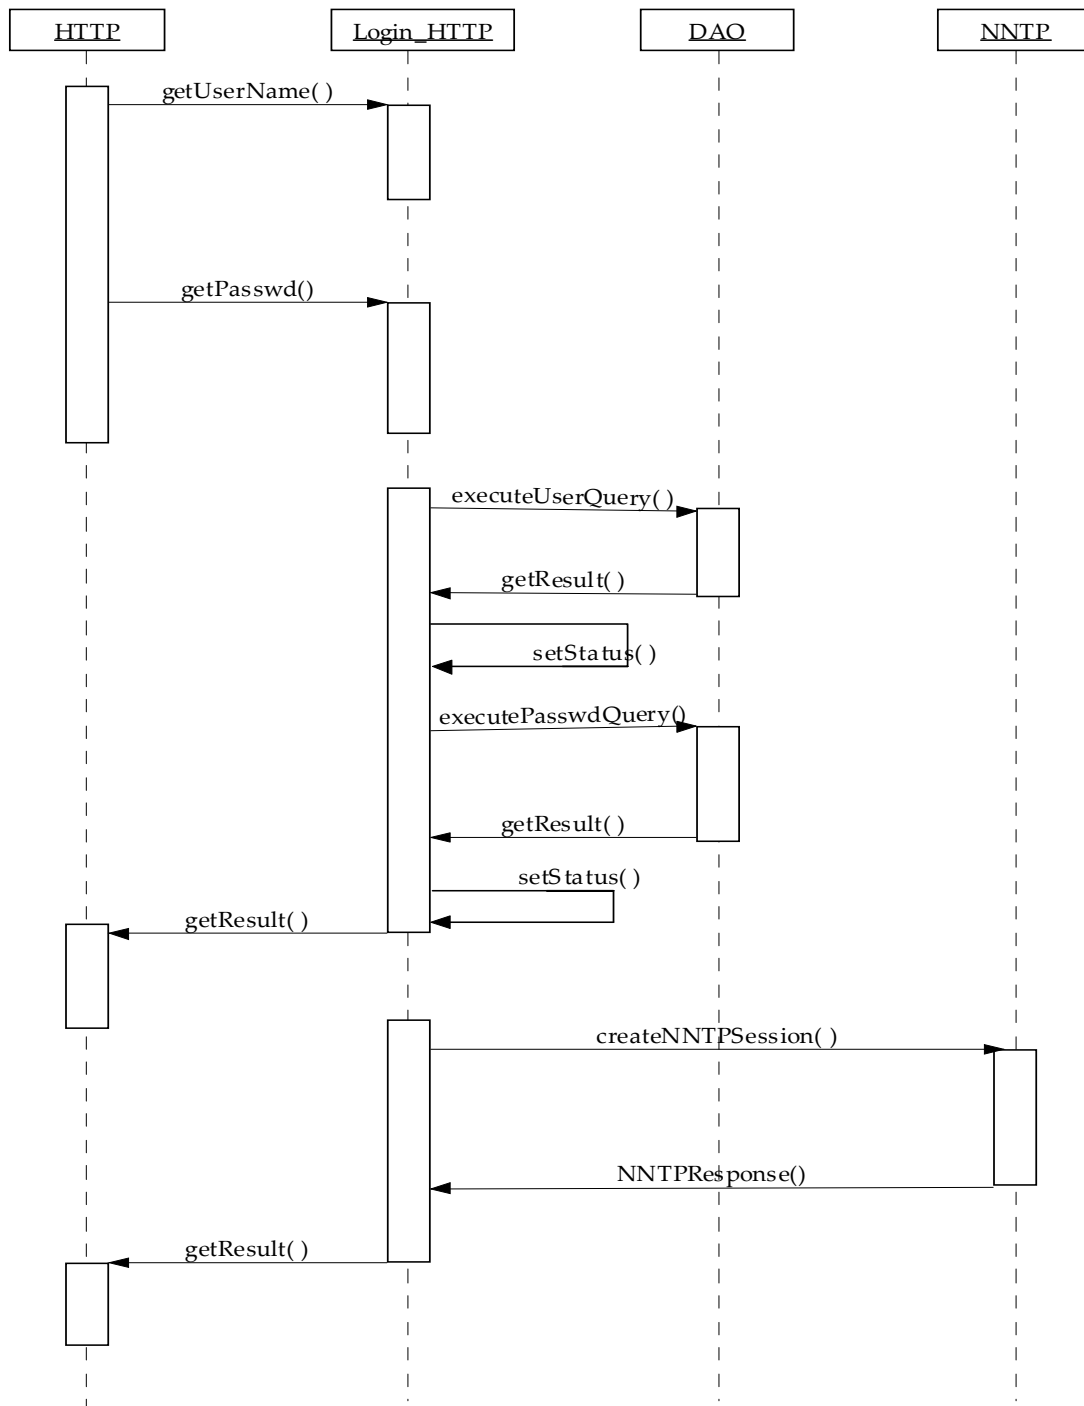 HTTP
Login_HTTP
DAO
NNTP
getUserName( )
getPasswd()
executeUserQuery( )
getResult( )
setStatus( )
executePasswdQuery()
getResult( )
setStatus( )
getResult( )
createNNTPSession( )
NNTPResponse()
getResult( )